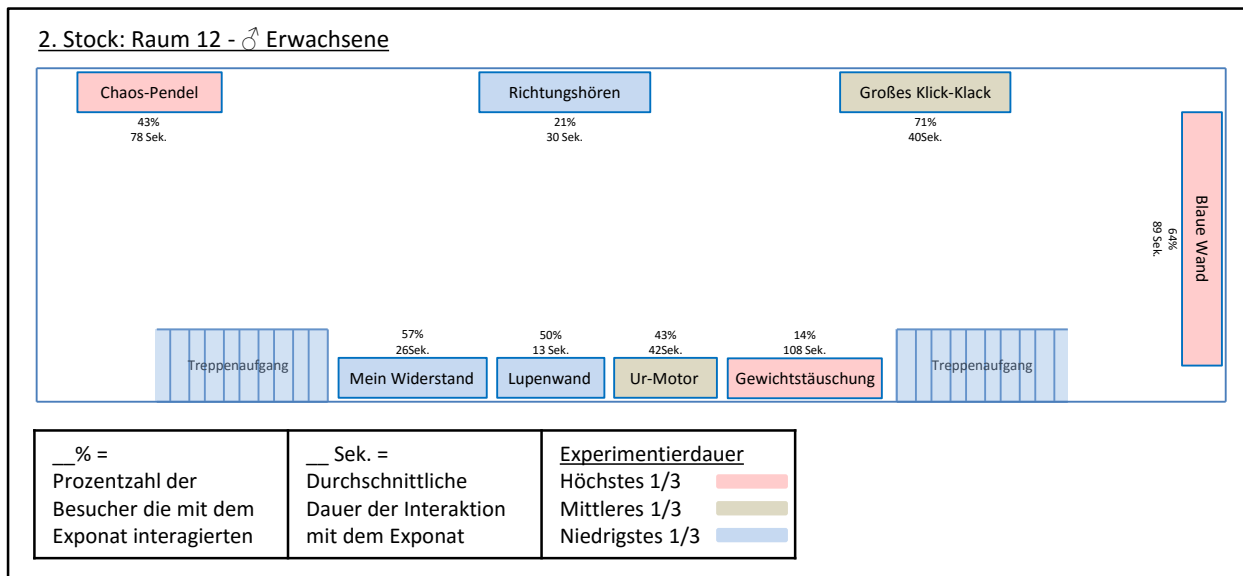 2. Stock: Raum 12 - ♂ Erwachsene
Chaos-Pendel
43%
78 Sek.
Richtungshören
21%
30 Sek.
Großes Klick-Klack
71%
40Sek.
Blaue Wand
64%
89 Sek.
Treppenaufgang
57%
26Sek.
Mein Widerstand
50%
13 Sek.
Lupenwand
43%
42Sek.
Ur-Motor
14%
108 Sek.
Gewichtstäuschung
Treppenaufgang
__% =
Prozentzahl der
Besucher die mit dem
Exponat interagierten
__ Sek. =
Durchschnittliche
Dauer der Interaktion
mit dem Exponat
Experimentierdauer
Höchstes 1/3
Mittleres 1/3
Niedrigstes 1/3